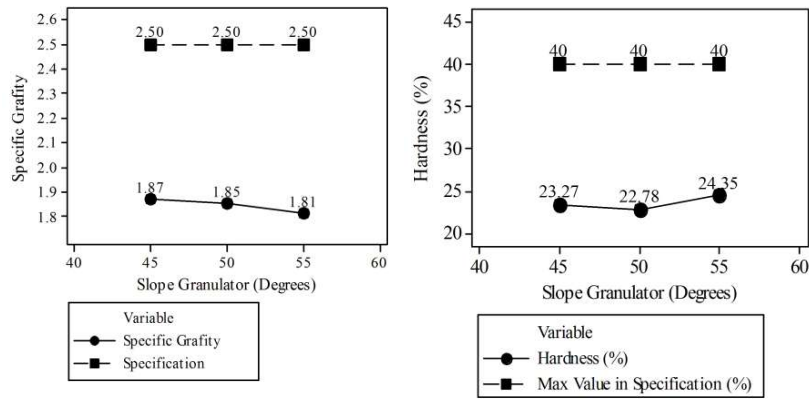 2.6
2.50 2.50 2.50
2.5
2.4
2.3
2.2
2.1
2.0
1.9
1.8
1.87
1.85
1.81
Specific Grafity
40 45 50 55 60
Slope Granulator (Degrees)
Variable
Specific Grafity
Specification
45
40 40 40
40
35
30
25
20
23.27
22.78
24.35
Hardness (%)
40 45 50 55 60
Slope Granulator (Degrees)
Variable
Hardness (%)
Max Value in Specification (%)